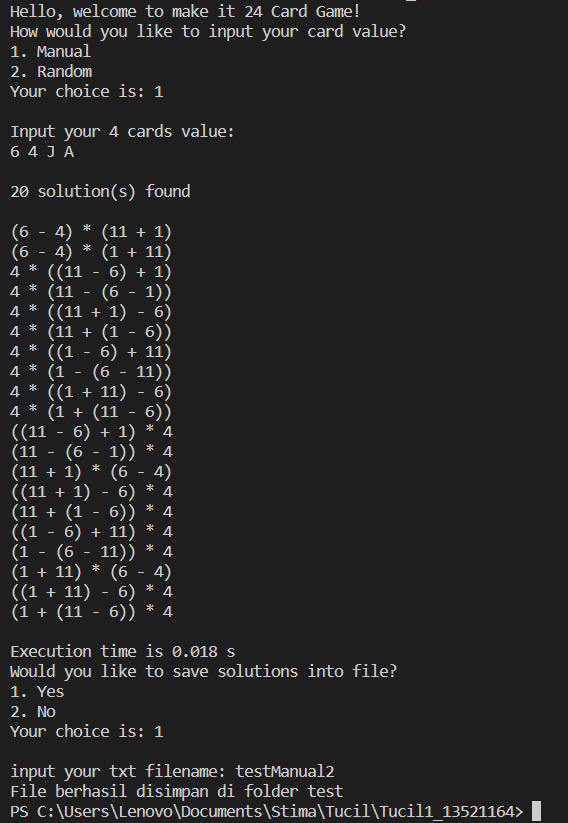 Hello, welcome to make it 24 Card Game!
How would you like to input your card value?
1. Manual
2. Random
Your choice is: 1
Input your 4 cards value:
6 4 J A
20 solution(s) found
(6 - 4) * (11 + 1)
(6 - 4) * (1 + 11)
4 * ((11 - 6) + 1)
4 * (11 - (6 - 1))
4 * ((11 + 1) - 6)
4 * (11 + (1 - 6))
4 * ((1 - 6) + 11)
4 * (1 - (6 - 11))
4 * ((1 + 11) - 6)
4 * (1 + (11 - 6))
((11 - 6) + 1) * 4
(11 - (6 - 1)) * 4
(11 + 1) * (6 - 4)
((11 + 1) - 6) * 4
(11 + (1 - 6)) * 4
((1 - 6) + 11) * 4
(1 - (6 - 11)) * 4
(1 + 11) * (6 - 4)
((1 + 11) - 6) * 4
(1 + (11 - 6)) * 4
Execution time is 0.018 s
Would you like to save solutions into file?
1. Yes
2. No
Your choice is: 1
input your txt filename: testManual2
File berhasil disimpan di folder test
PS C:\Users\Lenovo\Documents\Stima\Tucil\Tucil1_13521164>